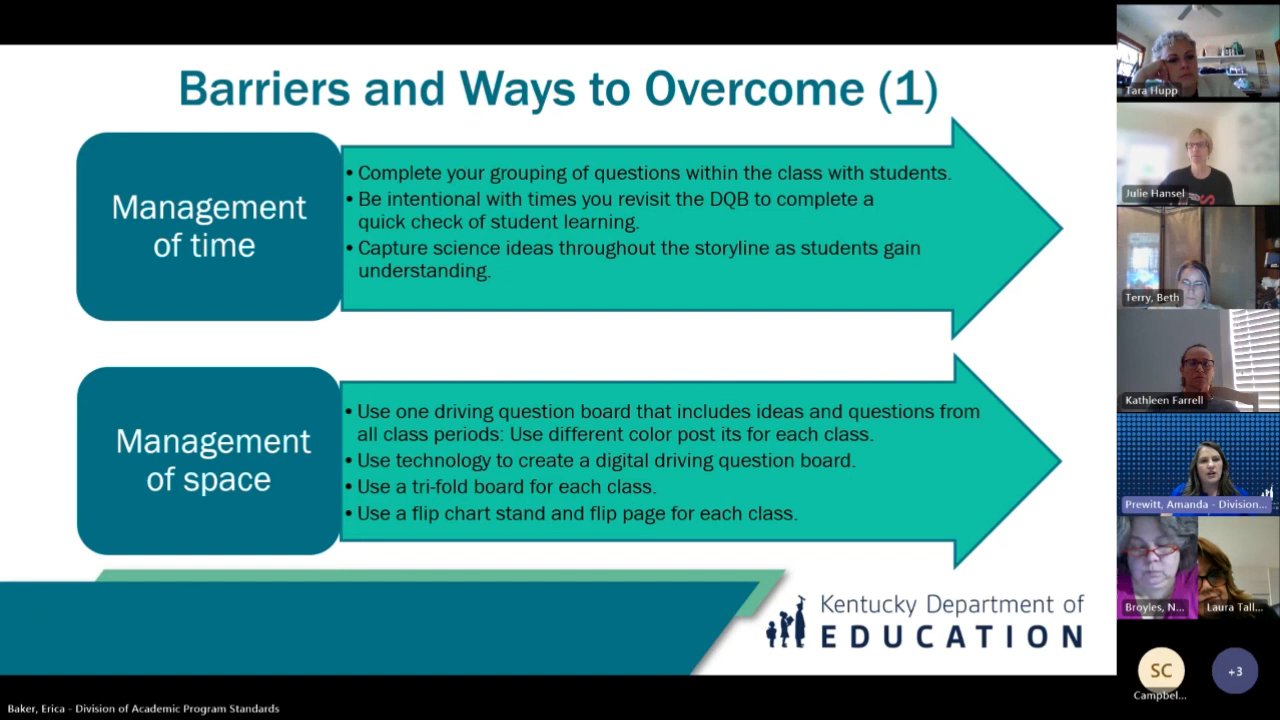 Barriers and Ways to Overcome (1)
Management
of time
• Complete your grouping of questions within the class with students.
• Be intentional with times you revisit the DQB to complete a
quick check of student learning.
• Capture science ideas throughout the storyline as students gain
understanding.
Management
of space
• Use one driving question board that includes ideas and questions from
all class periods: Use different color post its for each class.
• Use technology to create a digital driving question board.
• Use a tri-fold board for each class.
• Use a flip chart stand and flip page for each class.
Kentucky Department of
EDUCATION
Baker, Erica - Division of Academic Program Standards
Tara Hupp
Julie Hansel
Terry, Beth
Kathleen Farrell
Prewitt, Amanda - Division...
Broyles, N...
Laura Tall...
SC
Campbel...
+3